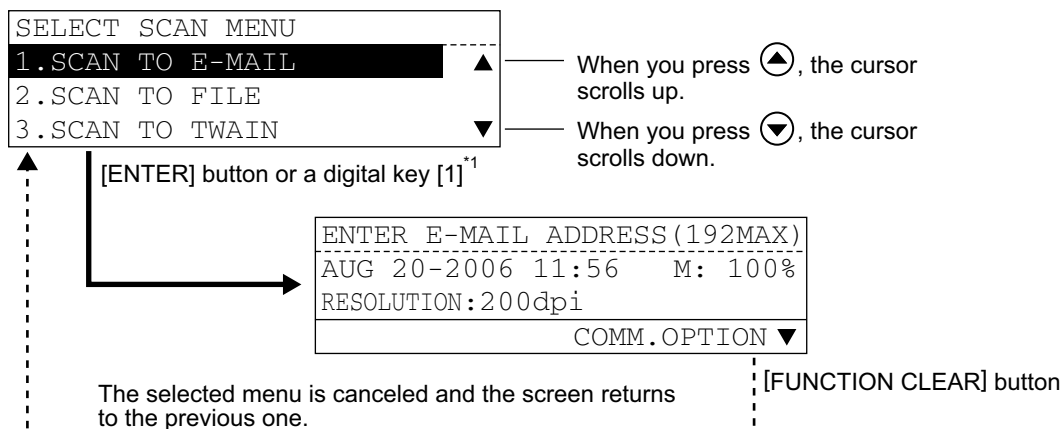 SELECT SCAN MENU
1.SCAN TO E-MAIL ▲
2.SCAN TO FILE
3.SCAN TO TWAIN ▼
When you press , the cursor
scrolls up.
When you press , the cursor
scrolls down.
[ENTER] button or a digital key [1]*1
ENTER E-MAIL ADDRESS(192MAX)
AUG 20-2006 11:56 M: 100%
RESOLUTION:200dpi
COMM.OPTION ▼
[FUNCTION CLEAR] button
The selected menu is canceled and the screen returns
to the previous one.